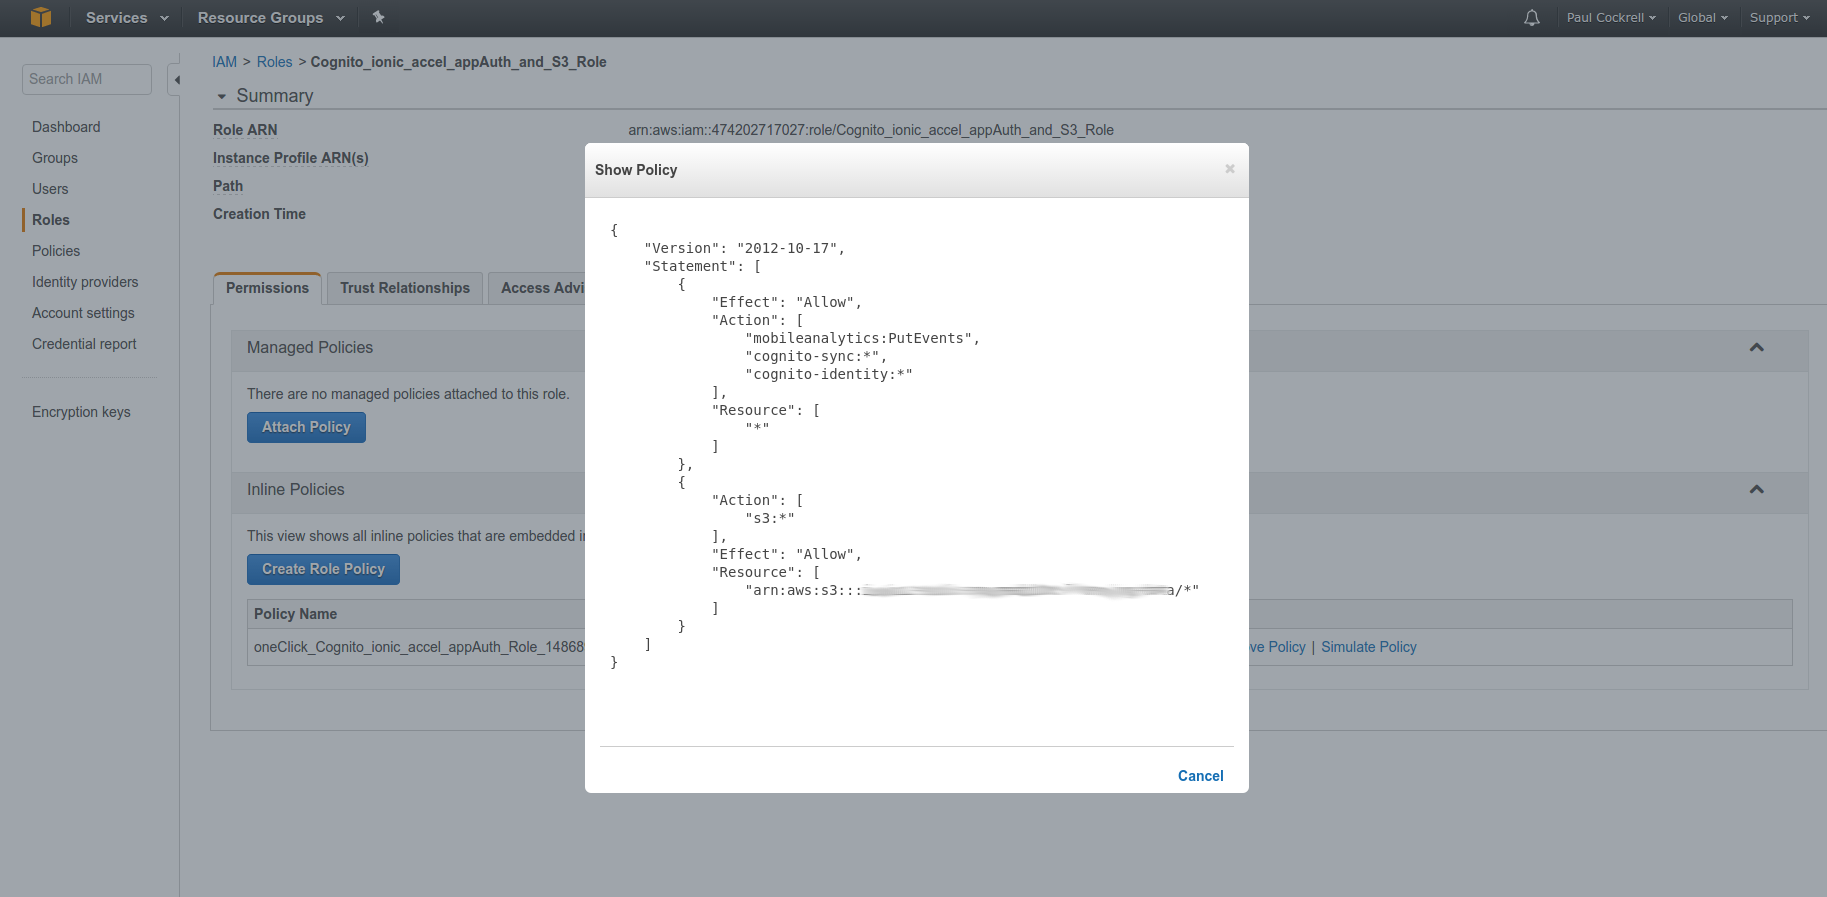 Services
Resource Groups
Paul Cockrell
Global
Support
Search IAM
Dashboard
Groups
Users
Roles
Policies
Identity providers
Account settings
Credential report
Encryption keys
IAM > Roles > Cognito_ionic_accel_appAuth_and_S3_Role
Summary
Role ARN
arn:aws:iam::474202717027:role/Cognito_ionic_accel_appAuth_and_S3_Role
Instance Profile ARN(s)
Path
Creation Time
Permissions
Trust Relationships
Access Advi
Managed Policies
There are no managed policies attached to this role.
Attach Policy
Inline Policies
This view shows all inline policies that are embedded i
Create Role Policy
Policy Name
oneClick_Cognito_ionic_accel_appAuth_Role_14868
ve Policy | Simulate Policy
Show Policy
{
"Version": "2012-10-17",
"Statement": [
{
"Effect": "Allow",
"Action": [
"mobileanalytics:PutEvents",
"cognito-sync:*",
"cognito-identity:*"
],
"Resource": [
"*"
]
},
{
"Action": [
"s3:*"
],
"Effect": "Allow",
"Resource": [
"arn:aws:s3::: a/*"
]
}
]
}
Cancel